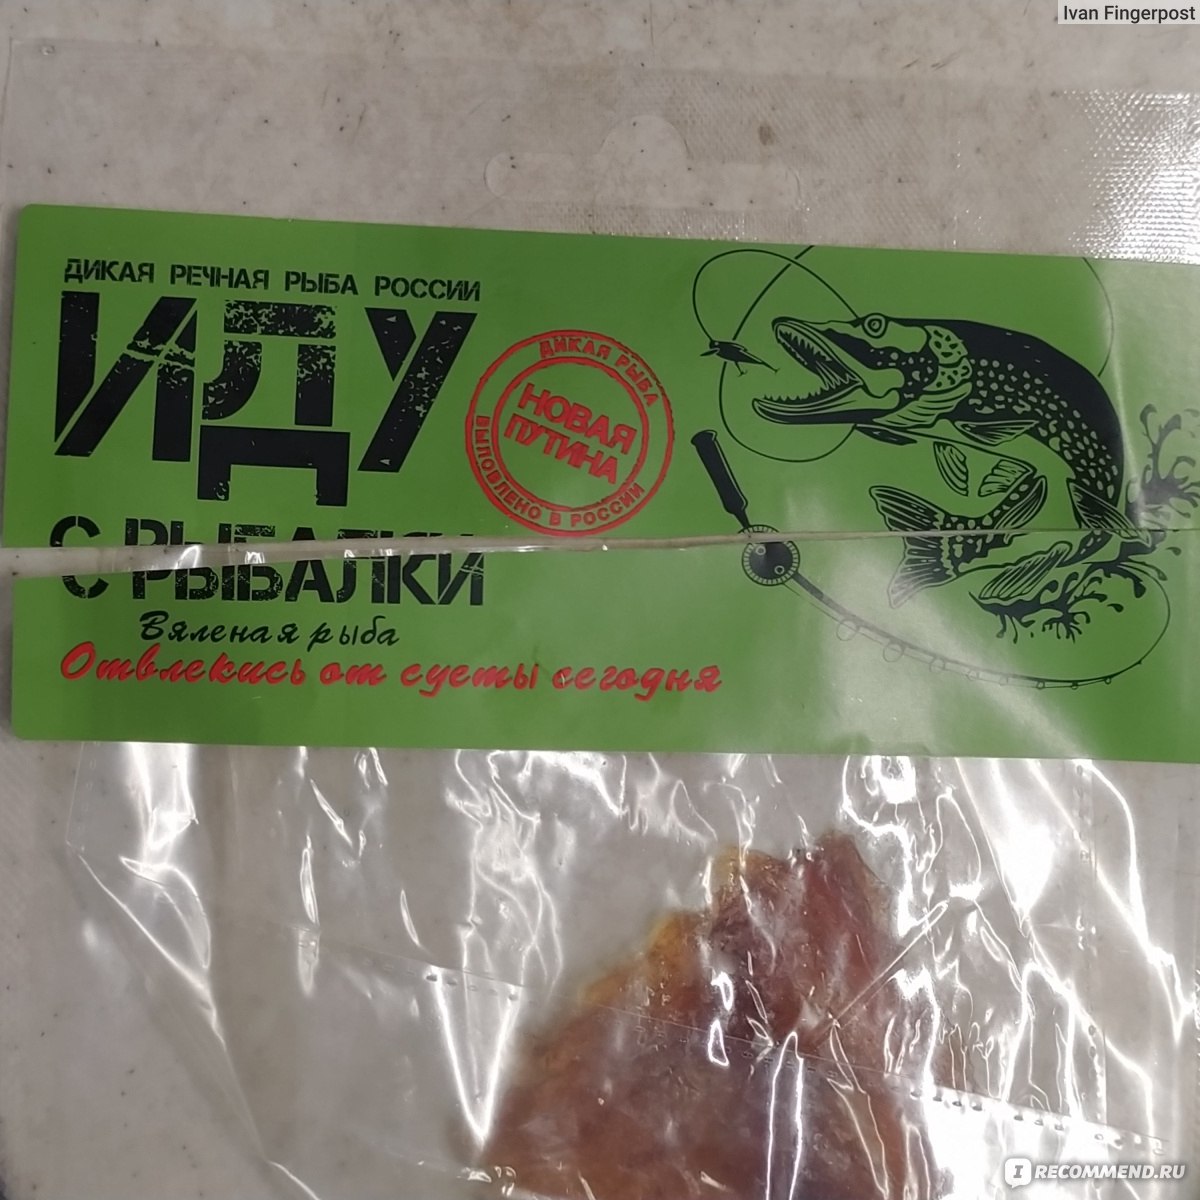 Ivan Fingerpost
ДИКАЯ РЕЧНАЯ РЫБА РОССИИ
ИДУ
С РЫБАЛКИ
ДИКАЯ РЫБА
НОВАЯ
ПУТИНА
ВЫЛОВЛЕНО В РОССИИ
Вяленая рыба
Отвлекись от суеты сегодня
IRECOMMEND.RU